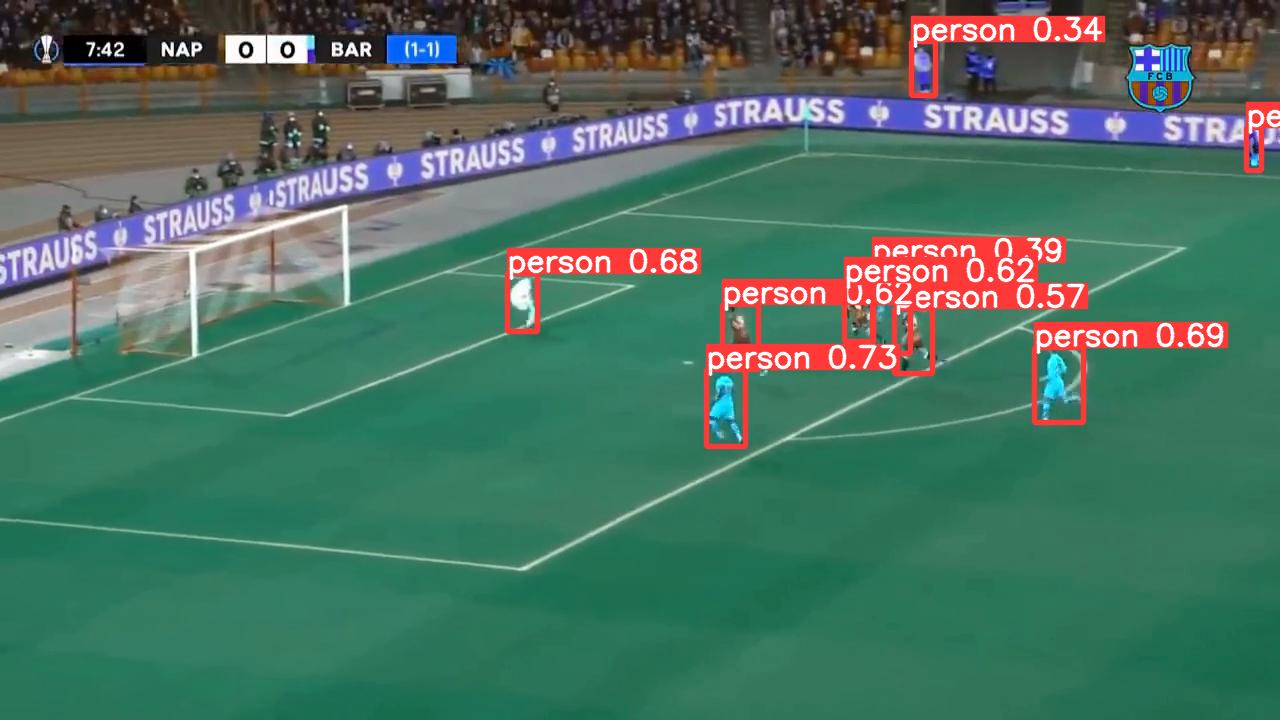 person 0.34
7:42 NAP 0 0 BAR (1-1)
FCB
pe
STRAUSS STRAUSS STRAUSS STRAUSS STRAUSS STRAUSS STRAUSS STRA
person 0.39
person 0.68
person 0.62
person 0.62
erson 0.57
person 0.69
person 0.73